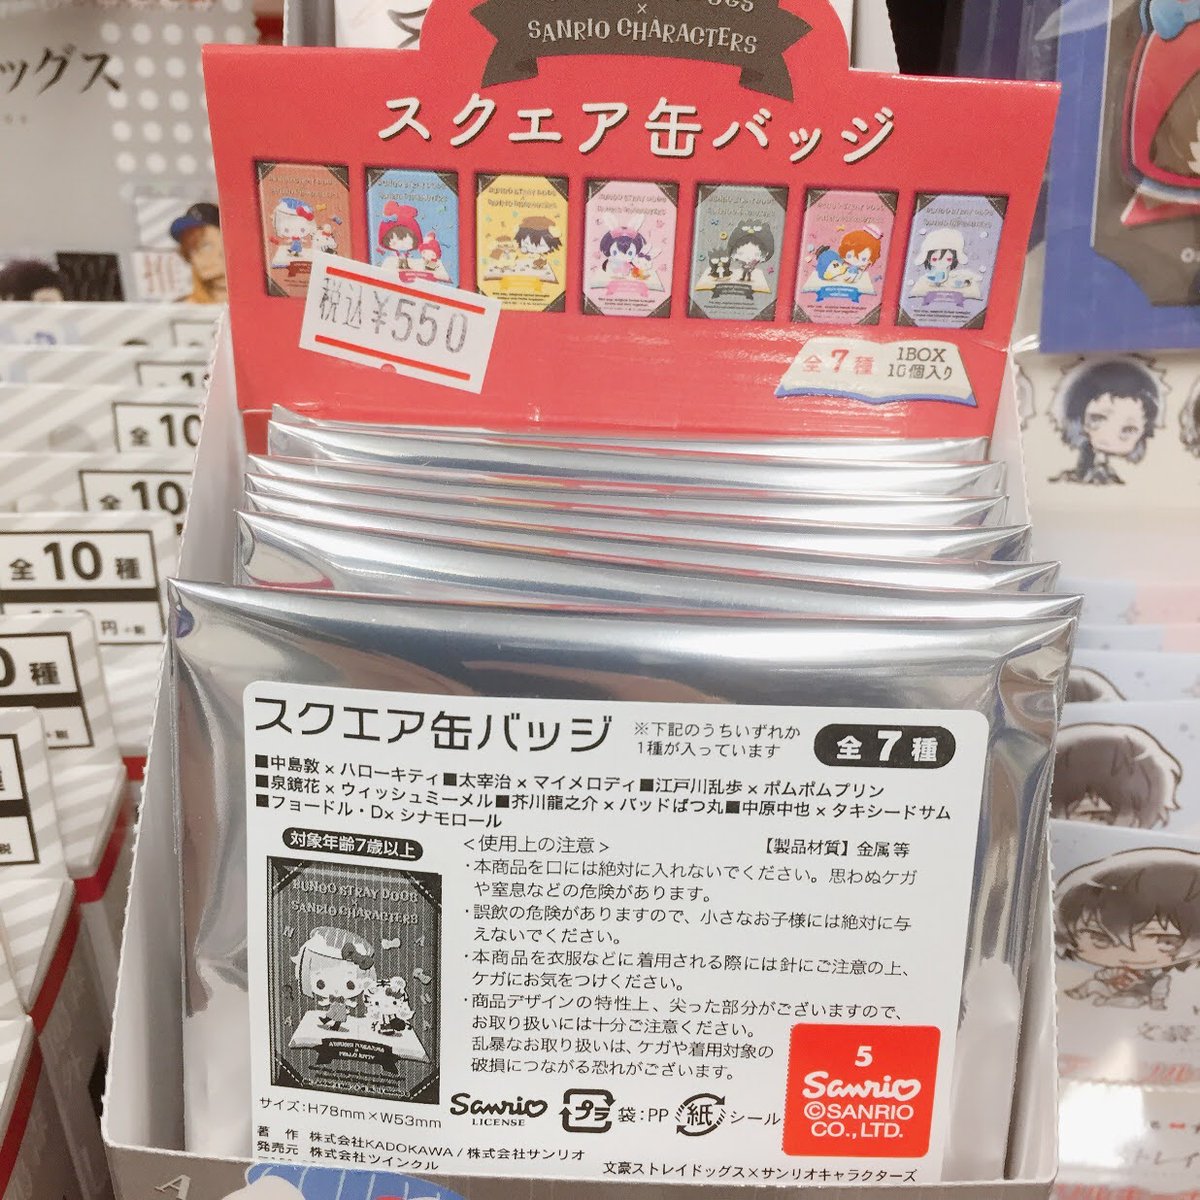 DOGS
×
SANRIO CHARACTERS
ッグス
スクエア缶バッジ
税込¥550
全7種
1BOX
10個入り
全10
全10
全10種
円+税
0種
スクエア缶バッジ
※下記のうちいずれか
1種が入っています
全7種
■中島敦×ハローキティ■太宰治×マイメロディ■江戸川乱歩×ポムポムプリン
■泉鏡花×ウィッシュミーメル■芥川龍之介×バッドばつ丸■中原中也×タキシードサム
■フョードル・D×シナモロール
対象年齢7歳以上
<使用上の注意>
【製品材質】金属 等
・本商品を口には絶対に入れないでください。思わぬケガ
や窒息などの危険があります。
・誤飲の危険がありますので、小さなお子様には絶対に与
えないでください。
・本商品を衣服などに着用される際には針にご注意の上、
ケガにお気をつけください。
・商品デザインの特性上、尖った部分がございますので、
お取り扱いには十分ご注意ください。
乱暴なお取り扱いは、ケガや着用対象の
破損につながる恐れがございます。
BUNGO STRAY DOGS
×
SANRIO CHARACTERS
サイズ:H78mm×W53mm
Sanrio
LICENSE
プラ
袋:PP
紙
シール
5
Sanrio
©SANRIO
CO.,LTD.
著 作 株式会社KADOKAWA/株式会社サンリオ
発売元 株式会社ツインクル
文豪ストレイドッグス×サンリオキャラクターズ